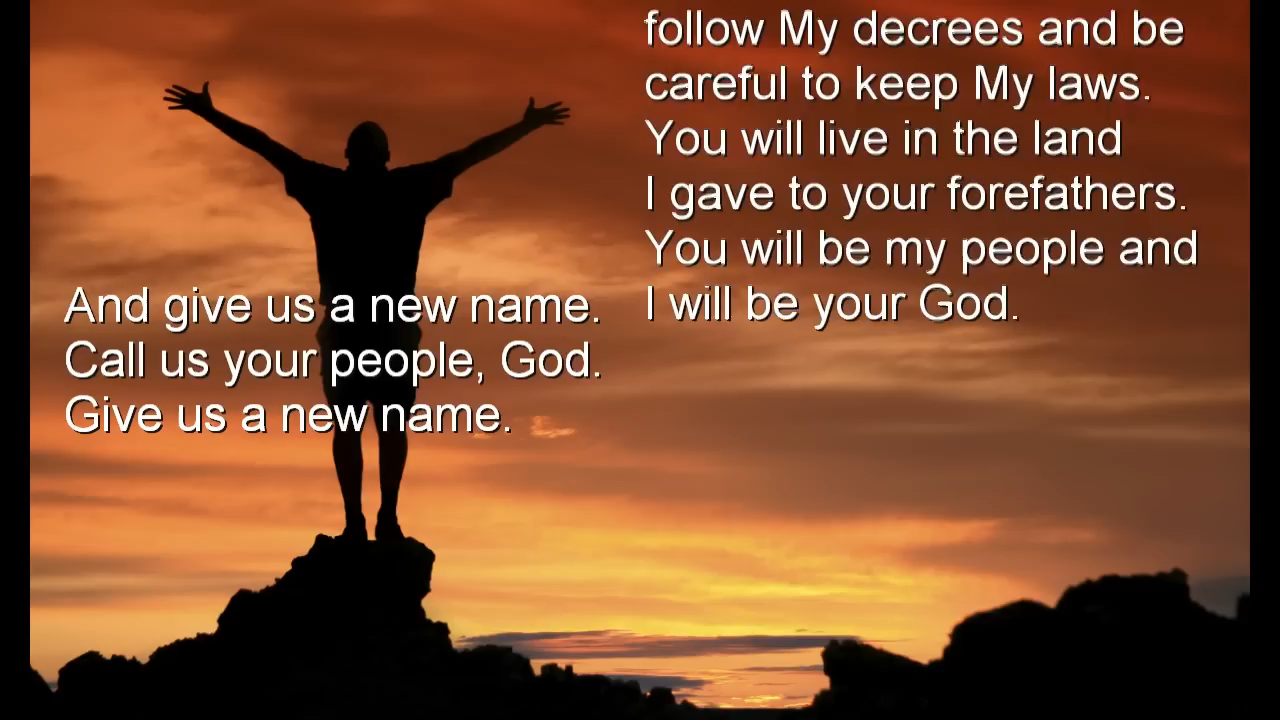 And give us a new name.
Call us your people, God.
Give us a new name.
follow My decrees and be
careful to keep My laws.
You will live in the land
I gave to your forefathers.
You will be my people and
I will be your God.